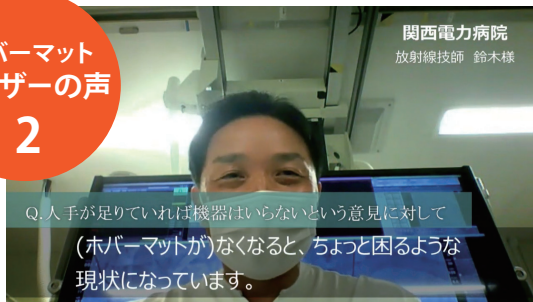 バーマット
ザーの声
2
関西電力病院
放射線技師 鈴木様
Q.人手が足りていれば機器はいらないという意見に対して
(ホバーマットが)なくなると、ちょっと困るような
現状になっています。